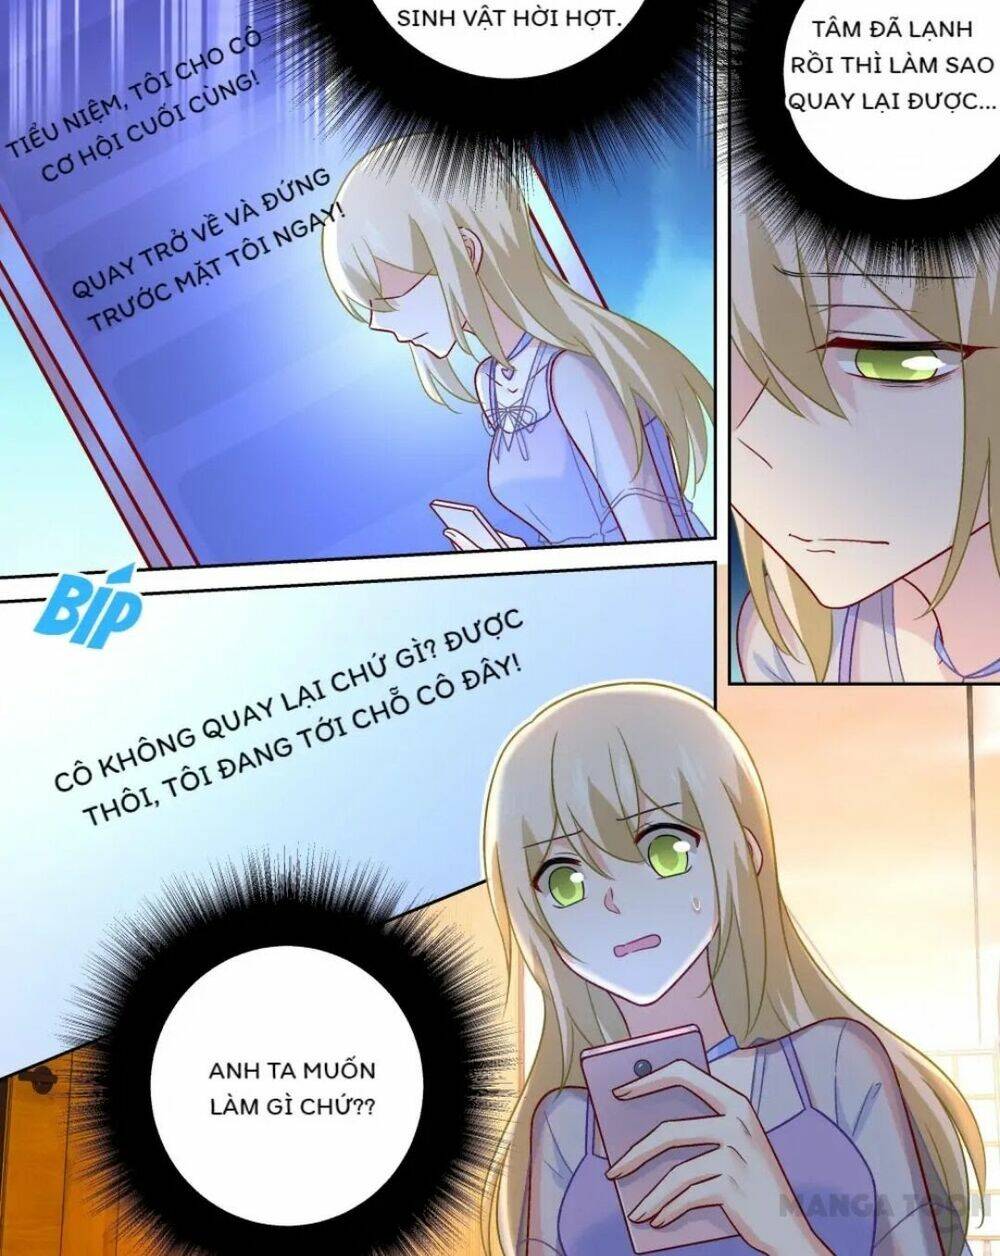 SINH VẬT HỜI HỢT.
TÂM ĐÃ LẠNH
RỒI THÌ LÀM SAO
QUAY LẠI ĐƯỢC...
TIỂU NIỆM, TÔI CHO CÔ
CƠ HỘI CUỐI CÙNG!
QUAY TRỞ VỀ VÀ ĐỨNG
TRƯỚC MẶT TÔI NGAY!
BÍP
CÔ KHÔNG QUAY LẠI CHỨ GÌ? ĐƯỢC
THÔI, TÔI ĐANG TỚI CHỖ CÔ ĐÂY!
ANH TA MUỐN
LÀM GÌ CHỨ??
MANGA TOON